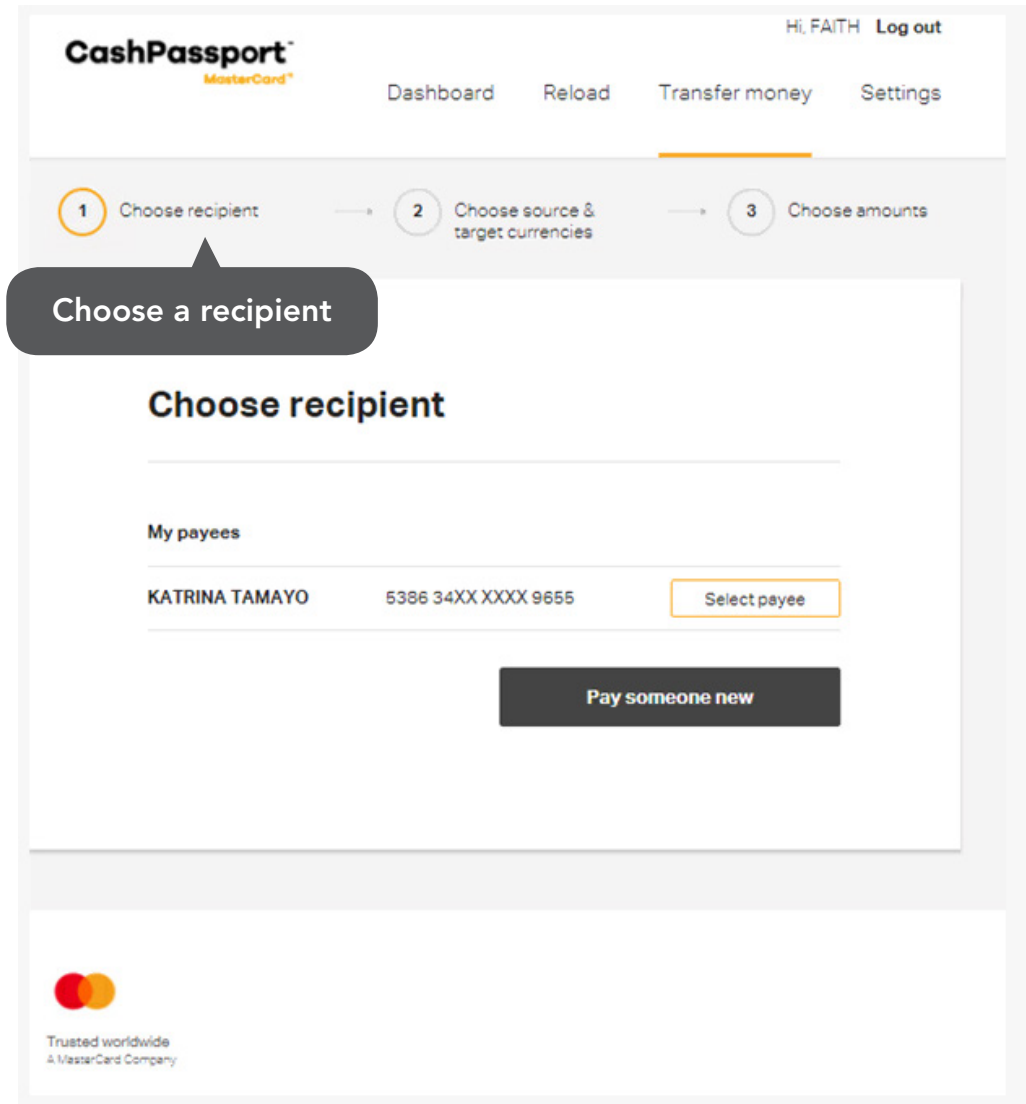 Hi, FAITH Log out
CashPassport™
MasterCard™
Dashboard Reload Transfer money Settings
1 Choose recipient
2 Choose source &
target currencies
3 Choose amounts
Choose a recipient
Choose recipient
My payees
KATRINA TAMAYO 5386 34XX XXXX 9655 Select payee
Pay someone new
Trusted worldwide
A MasterCard Company